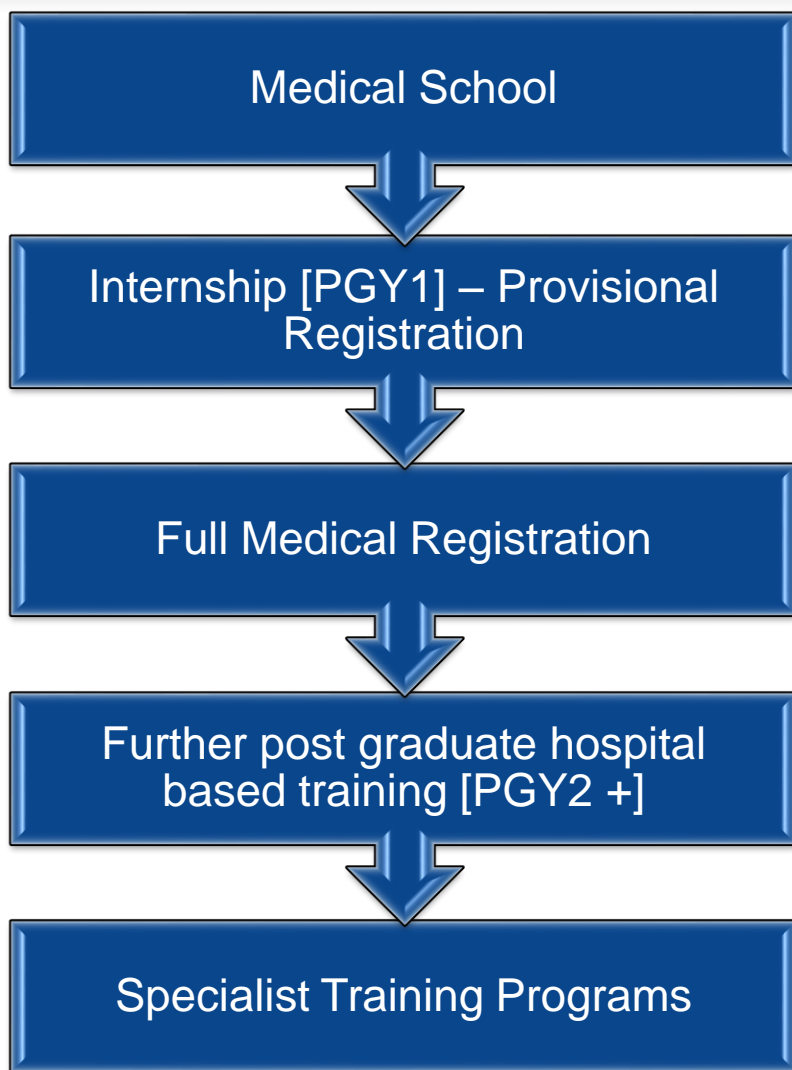 Medical School
Internship [PGY1] – Provisional
Registration
Full Medical Registration
Further post graduate hospital
based training [PGY2 +]
Specialist Training Programs